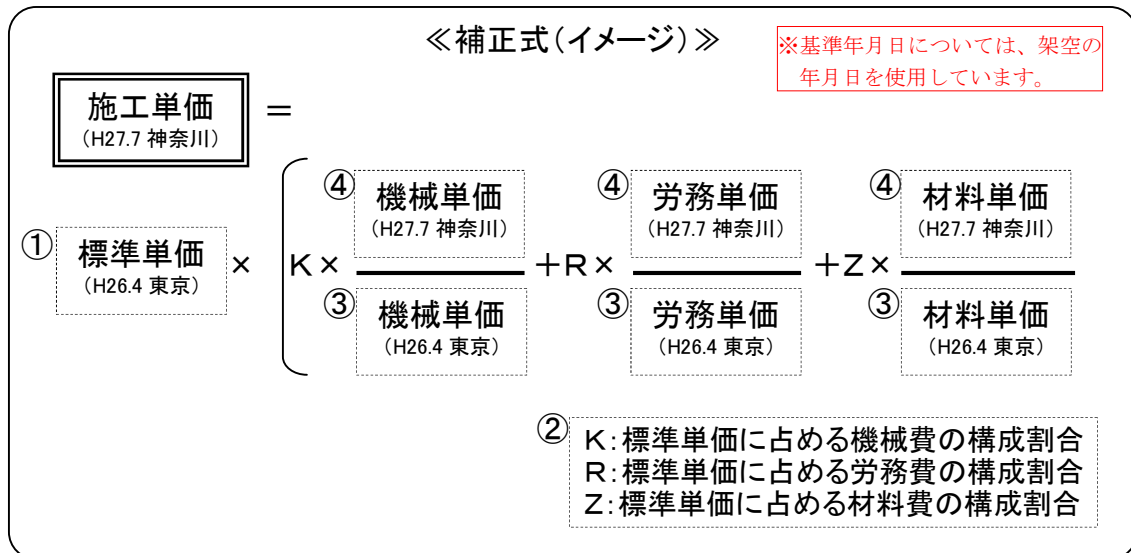 ≪補正式(イメージ)≫
※基準年月日については、架空の
年月日を使用しています。
施工単価
(H27.7 神奈川)
=
①
標準単価
(H26.4 東京)
×
K×
④
機械単価
(H27.7 神奈川)
③
機械単価
(H26.4 東京)
+R×
④
労務単価
(H27.7 神奈川)
③
労務単価
(H26.4 東京)
+Z×
④
材料単価
(H27.7 神奈川)
③
材料単価
(H26.4 東京)
②
K:標準単価に占める機械費の構成割合
R:標準単価に占める労務費の構成割合
Z:標準単価に占める材料費の構成割合